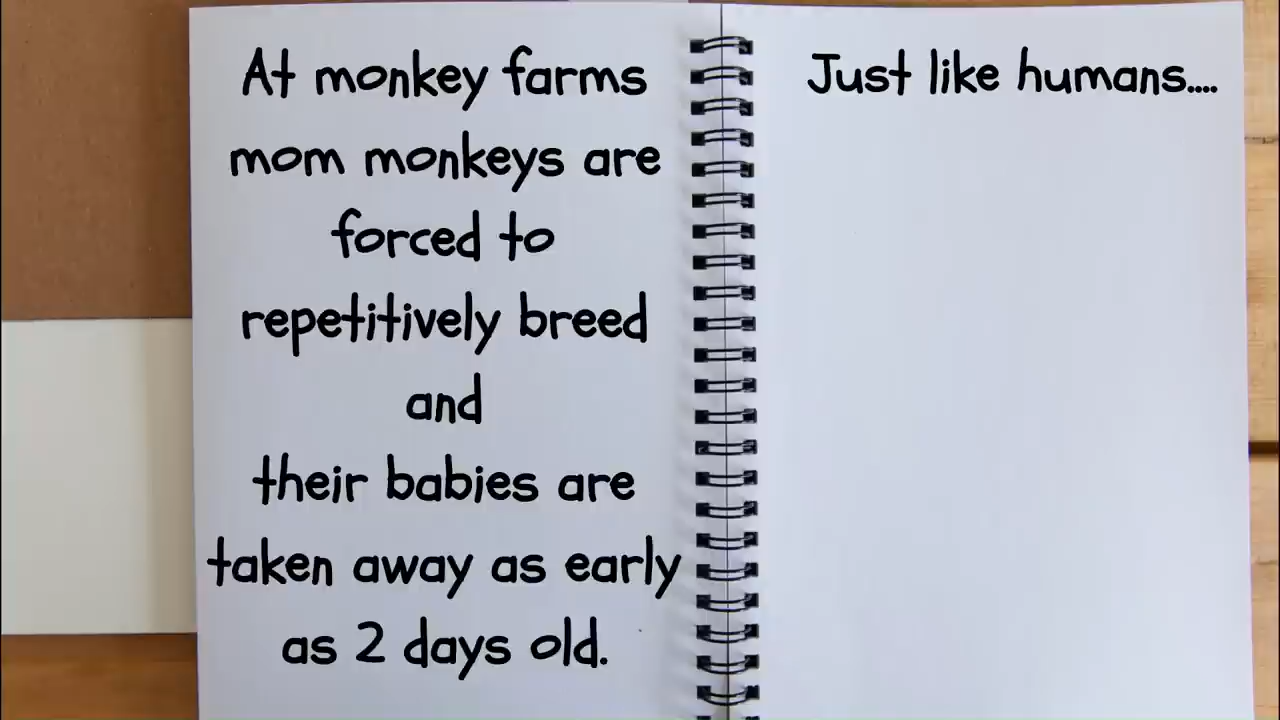 At monkey farms
mom monkeys are
forced to
repetitively breed
and
their babies are
taken away as early
as 2 days old.
Just like humans....